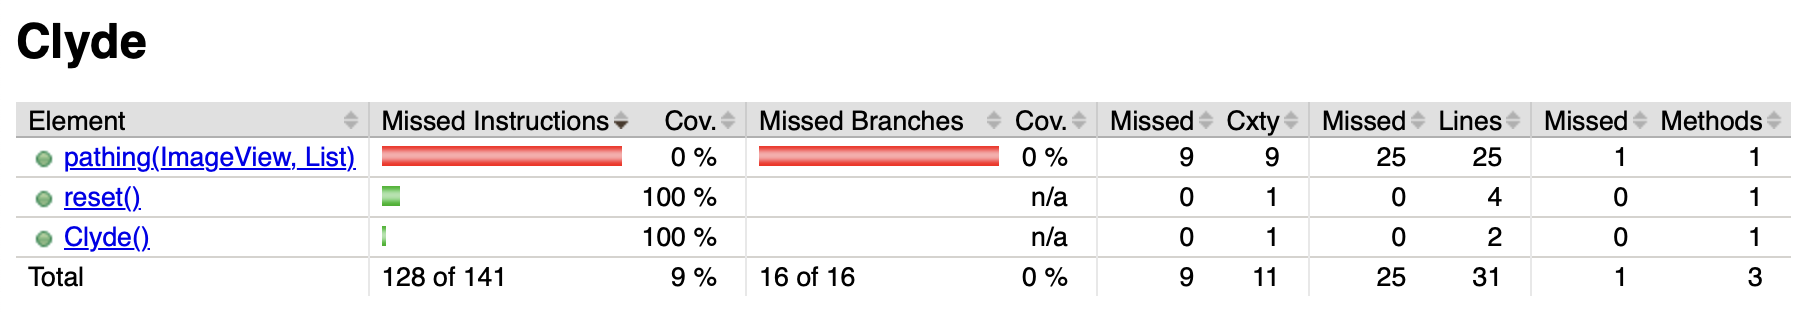 Clyde
Element Missed Instructions Cov. Missed Branches Cov. Missed Cxty Missed Lines Missed Methods
pathing(ImageView, List) 0 % 0 % 9 9 25 25 1 1
reset() 100 % n/a 0 1 0 4 0 1
Clyde() 100 % n/a 0 1 0 2 0 1
Total 128 of 141 9 % 16 of 16 0 % 9 11 25 31 1 3